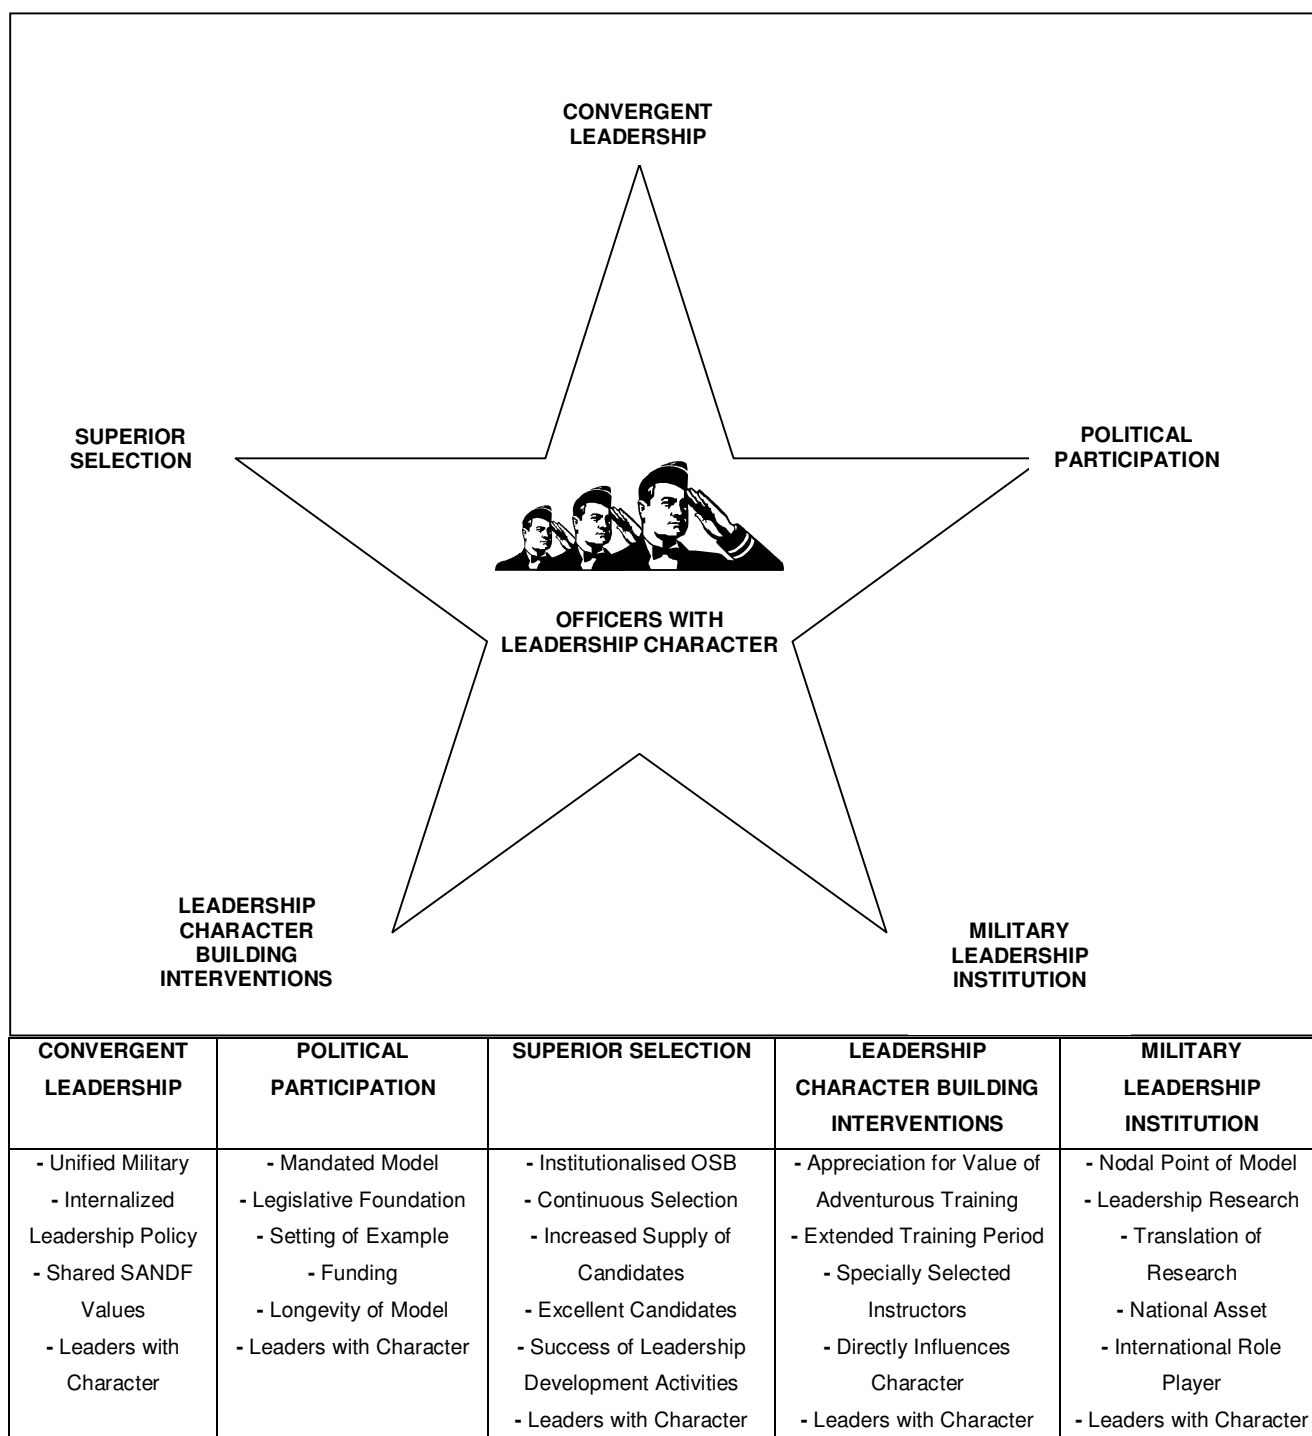 CONVERGENT
LEADERSHIP
SUPERIOR
SELECTION
POLITICAL
PARTICIPATION
OFFICERS WITH
LEADERSHIP CHARACTER
LEADERSHIP
CHARACTER
BUILDING
INTERVENTIONS
MILITARY
LEADERSHIP
INSTITUTION
CONVERGENT
LEADERSHIP
POLITICAL
PARTICIPATION
SUPERIOR SELECTION
LEADERSHIP
CHARACTER BUILDING
INTERVENTIONS
MILITARY
LEADERSHIP
INSTITUTION
- Unified Military
- Internalized
Leadership Policy
- Shared SANDF
Values
- Leaders with
Character
- Mandated Model
- Legislative Foundation
- Setting of Example
- Funding
- Longevity of Model
- Leaders with Character
- Institutionalised OSB
- Continuous Selection
- Increased Supply of
Candidates
- Excellent Candidates
- Success of Leadership
Development Activities
- Leaders with Character
- Appreciation for Value of
Adventurous Training
- Extended Training Period
- Specially Selected
Instructors
- Directly Influences
Character
- Leaders with Character
- Nodal Point of Model
- Leadership Research
- Translation of
Research
- National Asset
- International Role
Player
- Leaders with Character